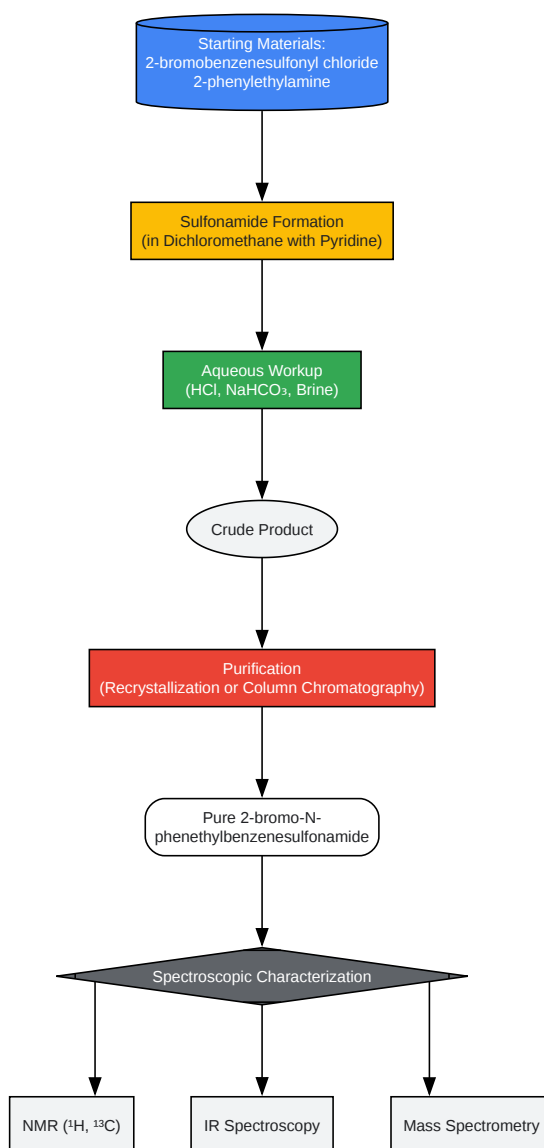 Starting Materials:
2-bromobenzenesulfonyl chloride
2-phenylethylamine
Sulfonamide Formation
(in Dichloromethane with Pyridine)
Aqueous Workup
(HCl, NaHCO₃, Brine)
Crude Product
Purification
(Recrystallization or Column Chromatography)
Pure 2-bromo-N-
phenethylbenzenesulfonamide
Spectroscopic Characterization
NMR (¹H, ¹³C)
IR Spectroscopy
Mass Spectrometry